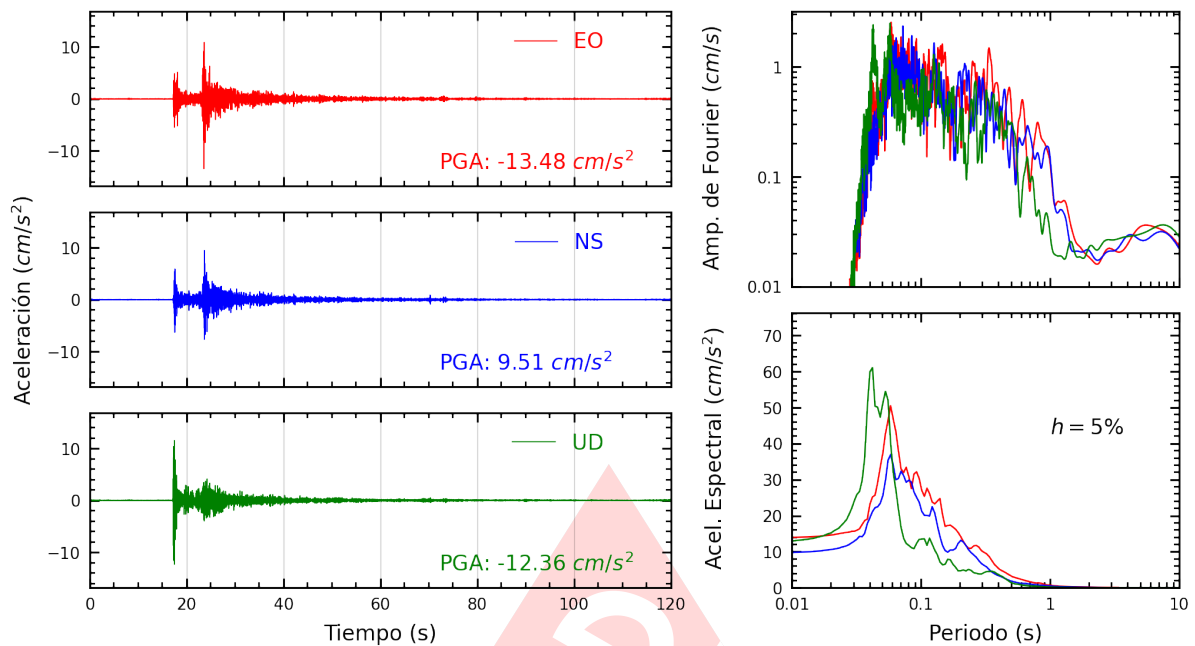 Aceleración (cm/s²)
10
0
−10
EO
PGA: -13.48 cm/s²
10
0
−10
NS
PGA: 9.51 cm/s²
10
0
−10
UD
PGA: -12.36 cm/s²
0 20 40 60 80 100 120
Tiempo (s)
Amp. de Fourier (cm/s)
1
0.1
0.01
Acel. Espectral (cm/s²)
70
60
50
40
30
20
10
0
h = 5%
0.01 0.1 1 10
Periodo (s)